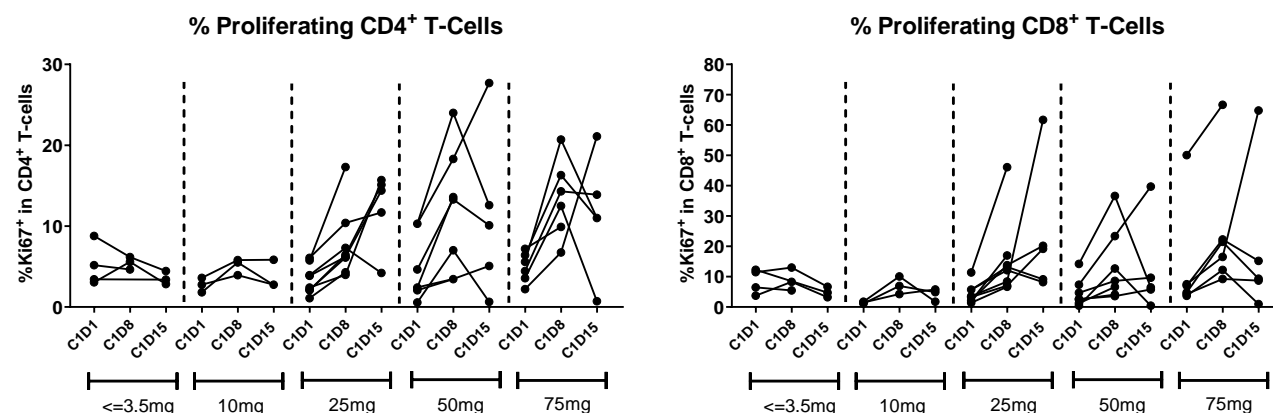 % Proliferating CD4+ T-Cells
%Ki67+ in CD4+ T-cells
30
20
10
0
C1D1 C1D8 C1D15 C1D1 C1D8 C1D15 C1D1 C1D8 C1D15 C1D1 C1D8 C1D15 C1D1 C1D8 C1D15
<=3.5mg 10mg 25mg 50mg 75mg
% Proliferating CD8+ T-Cells
%Ki67+ in CD8+ T-cells
80
70
60
50
40
30
20
10
0
C1D1 C1D8 C1D15 C1D1 C1D8 C1D15 C1D1 C1D8 C1D15 C1D1 C1D8 C1D15 C1D1 C1D8 C1D15
<=3.5mg 10mg 25mg 50mg 75mg